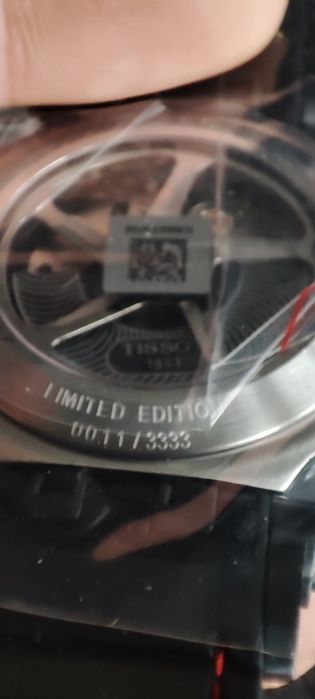 TISSOT
1853
LIMITED EDITION
0011/3333